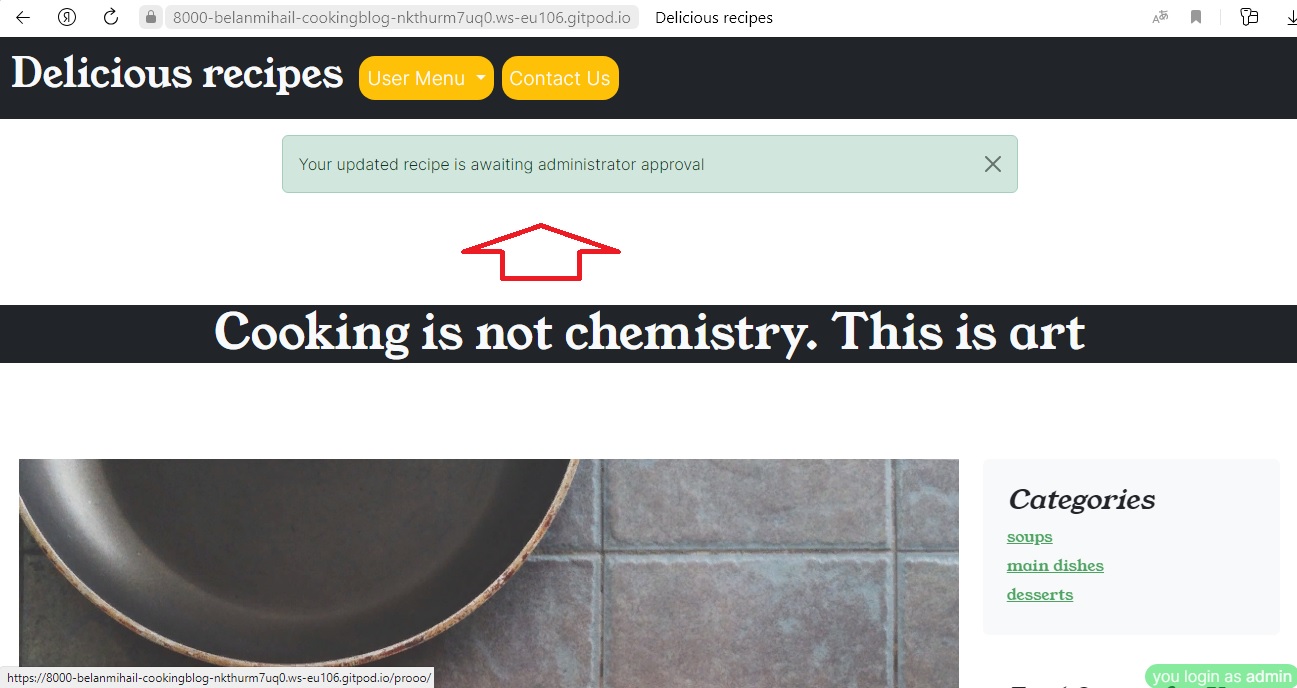 8000-belanmihail-cookingblog-nkthurm7uq0.ws-eu106.gitpod.io Delicious recipes
Delicious recipes User Menu Contact Us
Your updated recipe is awaiting administrator approval
Cooking is not chemistry. This is art
Categories
soups
main dishes
desserts
https://8000-belanmihail-cookingblog-nkthurm7uq0.ws-eu106.gitpod.io/prooo/
you login as admin